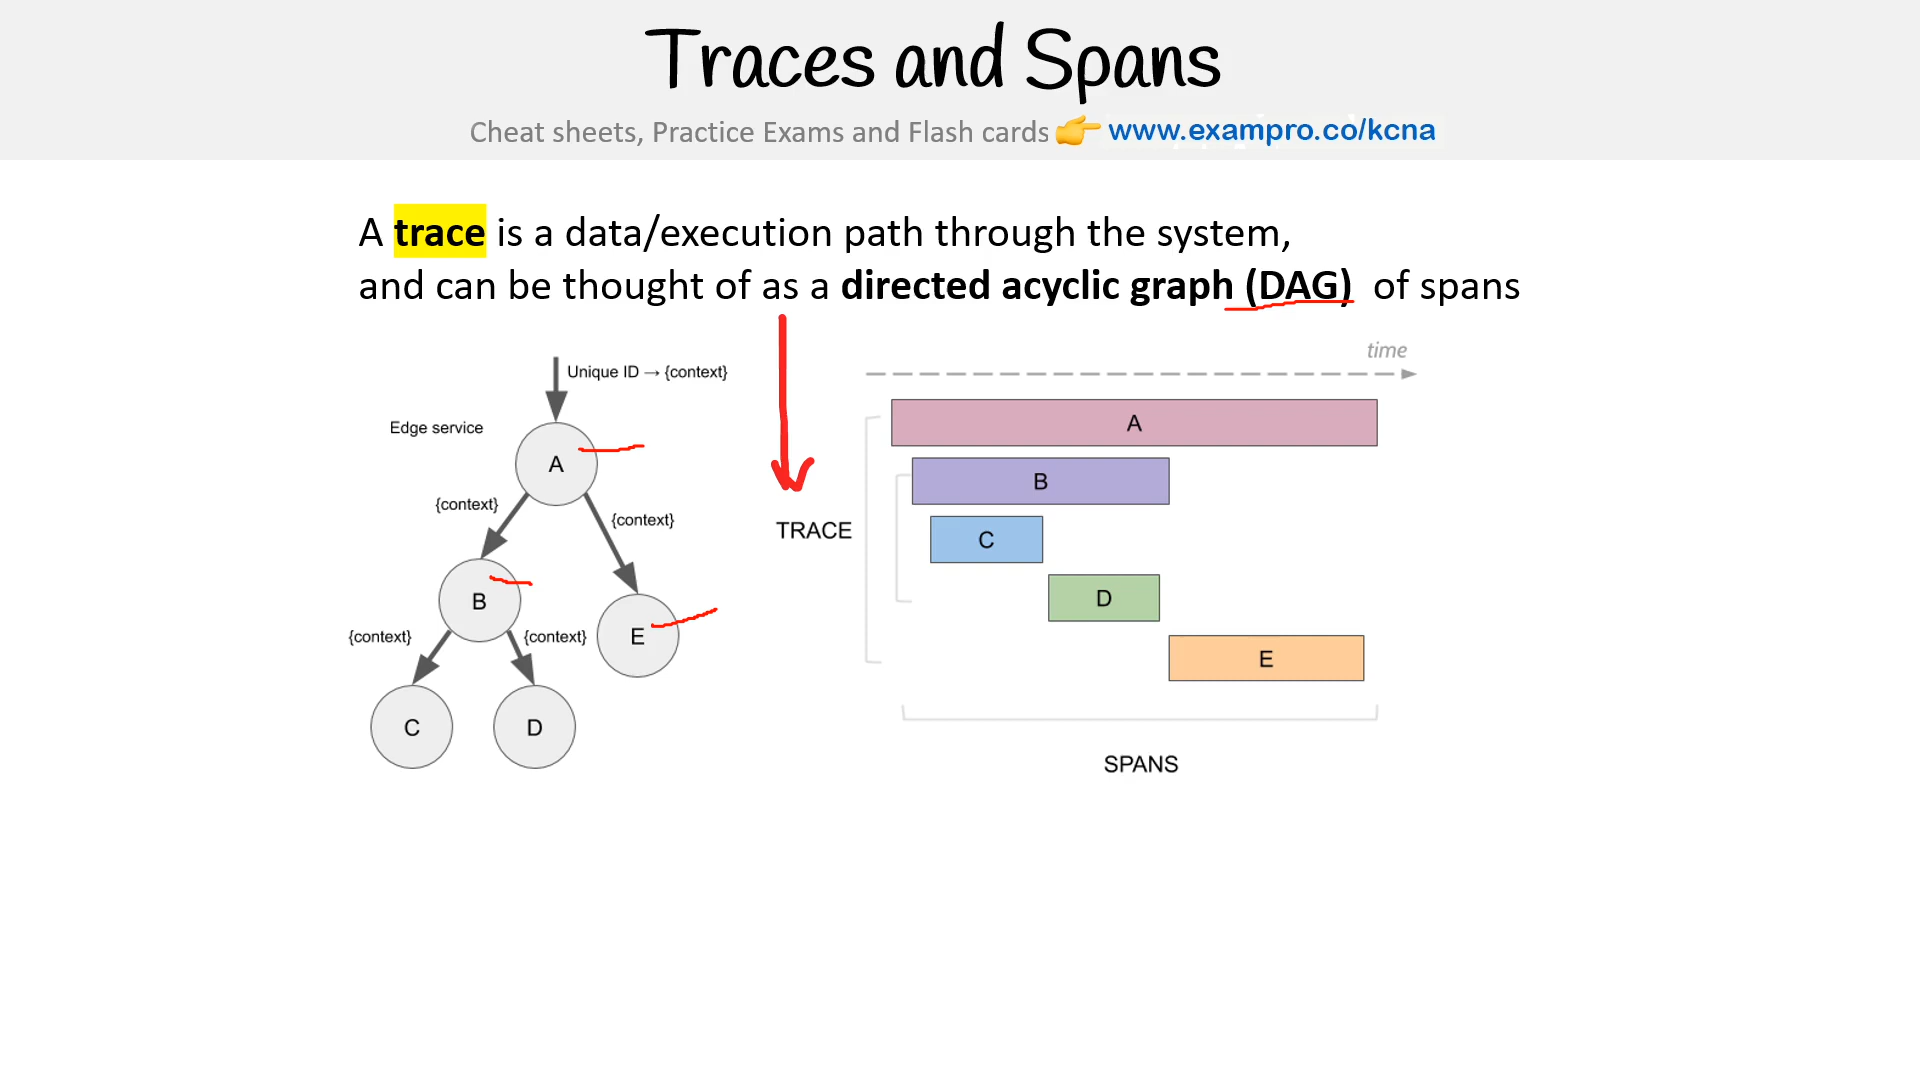 Traces and Spans
Cheat sheets, Practice Exams and Flash cards 👉 www.exampro.co/kcna
A trace is a data/execution path through the system,
and can be thought of as a directed acyclic graph (DAG) of spans
Unique ID → {context}
Edge service
A
{context}
{context}
B
E
{context}
{context}
C
D
time
TRACE
A
B
C
D
E
SPANS